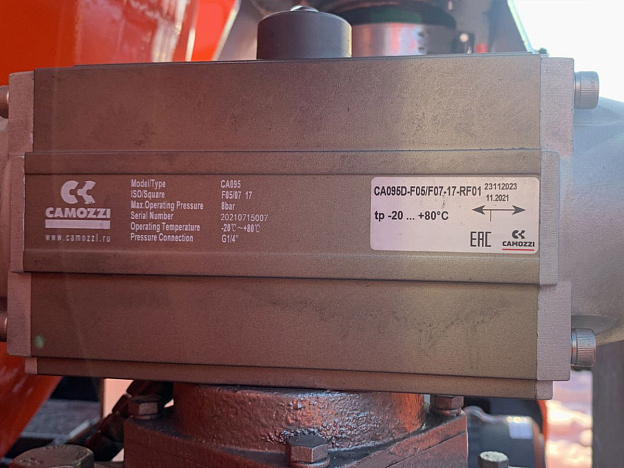 CAMOZZI
www.camozzi.ru
Model/Type CA095
ISO/Square F05/07 17
Max.Operating Pressure 8bar
Serial Number 20210715007
Operating Temperature -20℃~+80℃
Pressure Connection G1/4"
CA095D-F05/F07-17-RF01 23112023
11.2021
tp -20 ... +80°C
EAC CAMOZZI